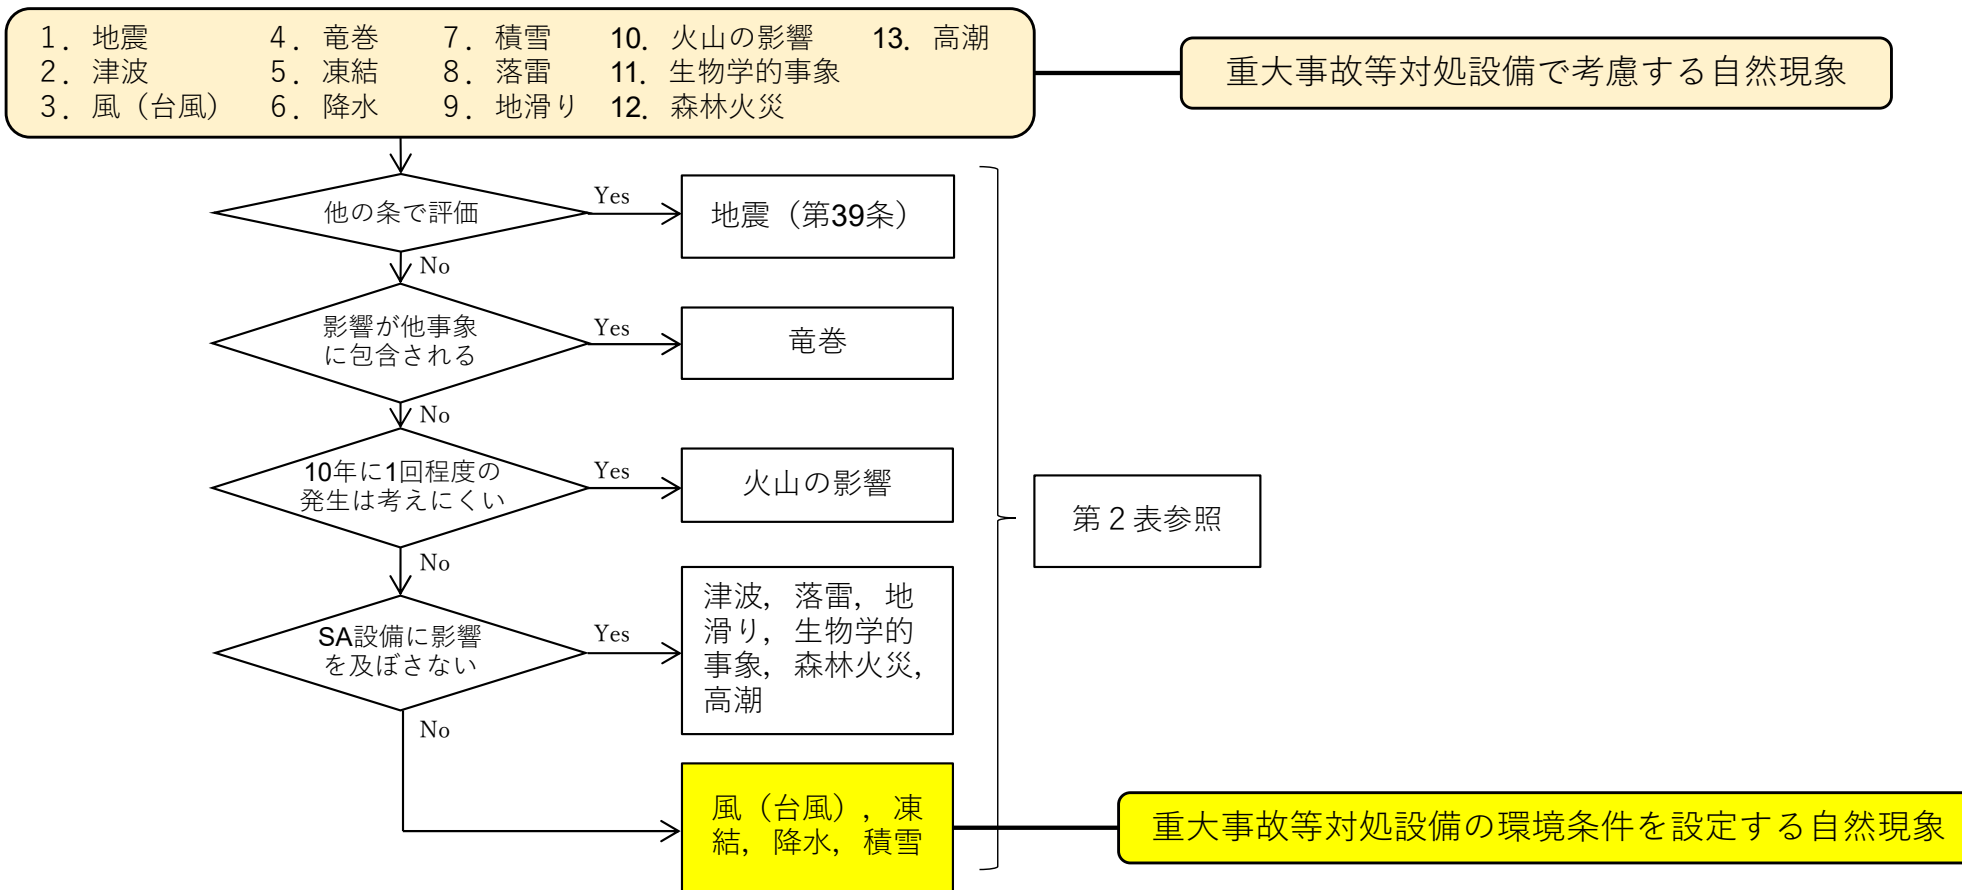 1．地震 4．竜巻 7．積雪 10．火山の影響 13．高潮
2．津波 5．凍結 8．落雷 11．生物学的事象
3．風（台風） 6．降水 9．地滑り 12．森林火災
重大事故等対処設備で考慮する自然現象
他の条で評価
Yes
地震（第39条）
No
影響が他事象
に包含される
Yes
竜巻
No
10年に1回程度の
発生は考えにくい
Yes
火山の影響
第２表参照
No
SA設備に影響
を及ぼさない
Yes
津波，落雷，地
滑り，生物学的
事象，森林火災，
高潮
No
風（台風），凍
結，降水，積雪
重大事故等対処設備の環境条件を設定する自然現象